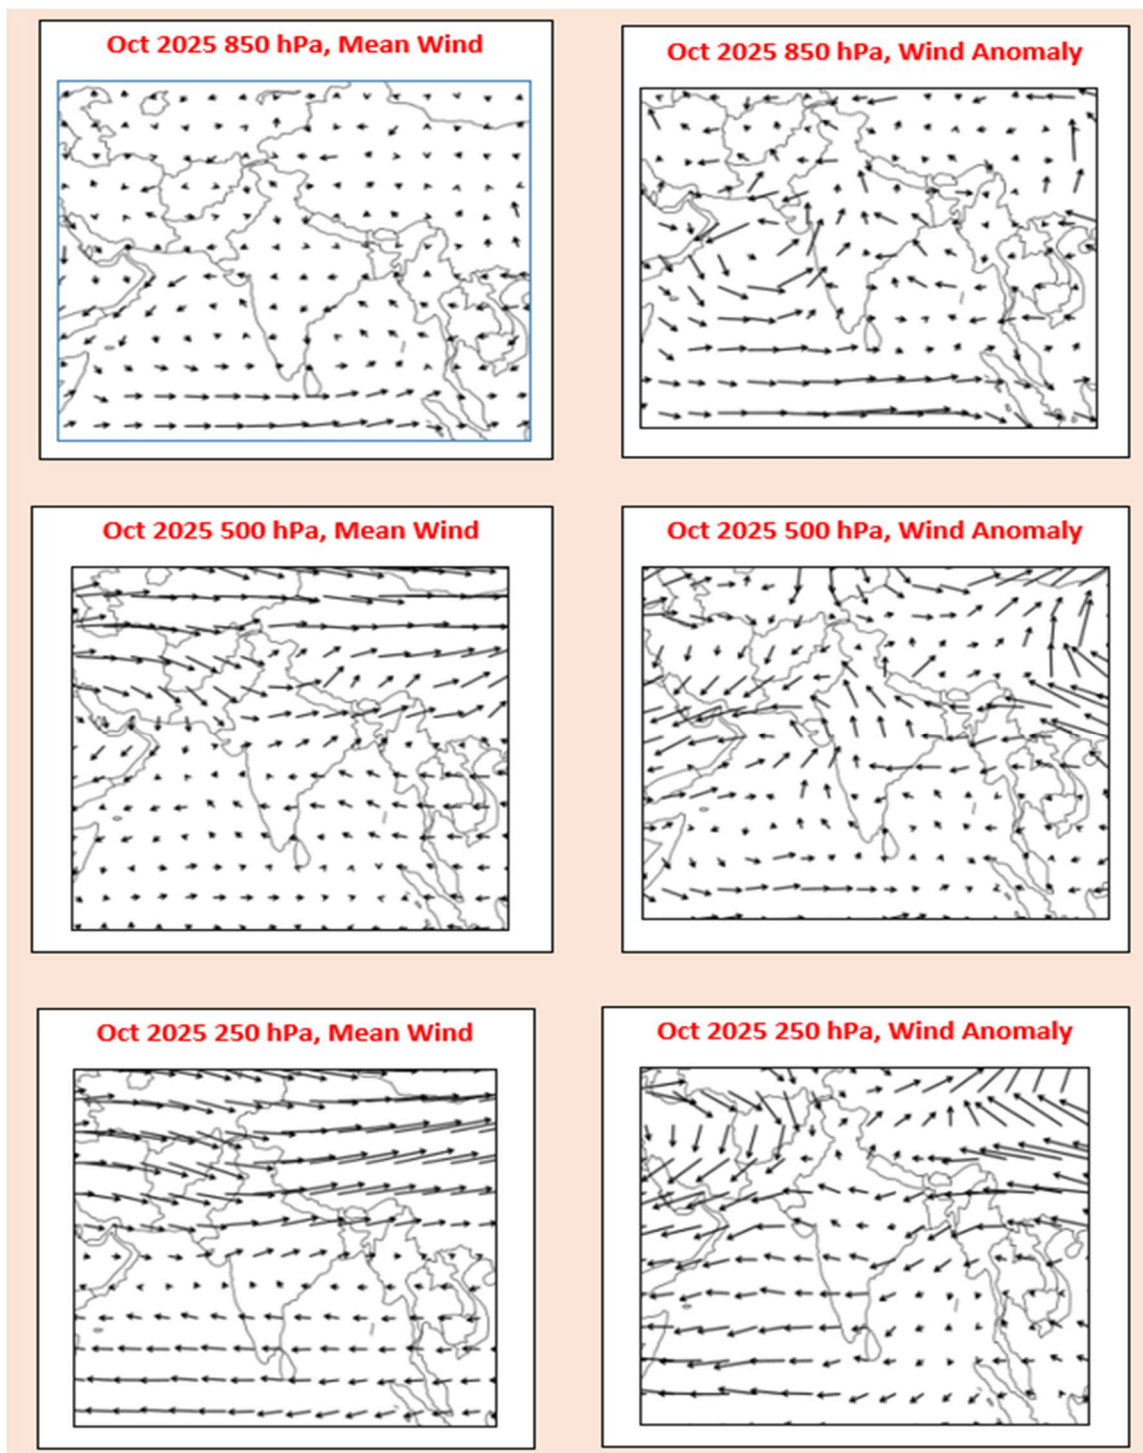 Oct 2025 850 hPa, Mean Wind
Oct 2025 850 hPa, Wind Anomaly
Oct 2025 500 hPa, Mean Wind
Oct 2025 500 hPa, Wind Anomaly
Oct 2025 250 hPa, Mean Wind
Oct 2025 250 hPa, Wind Anomaly